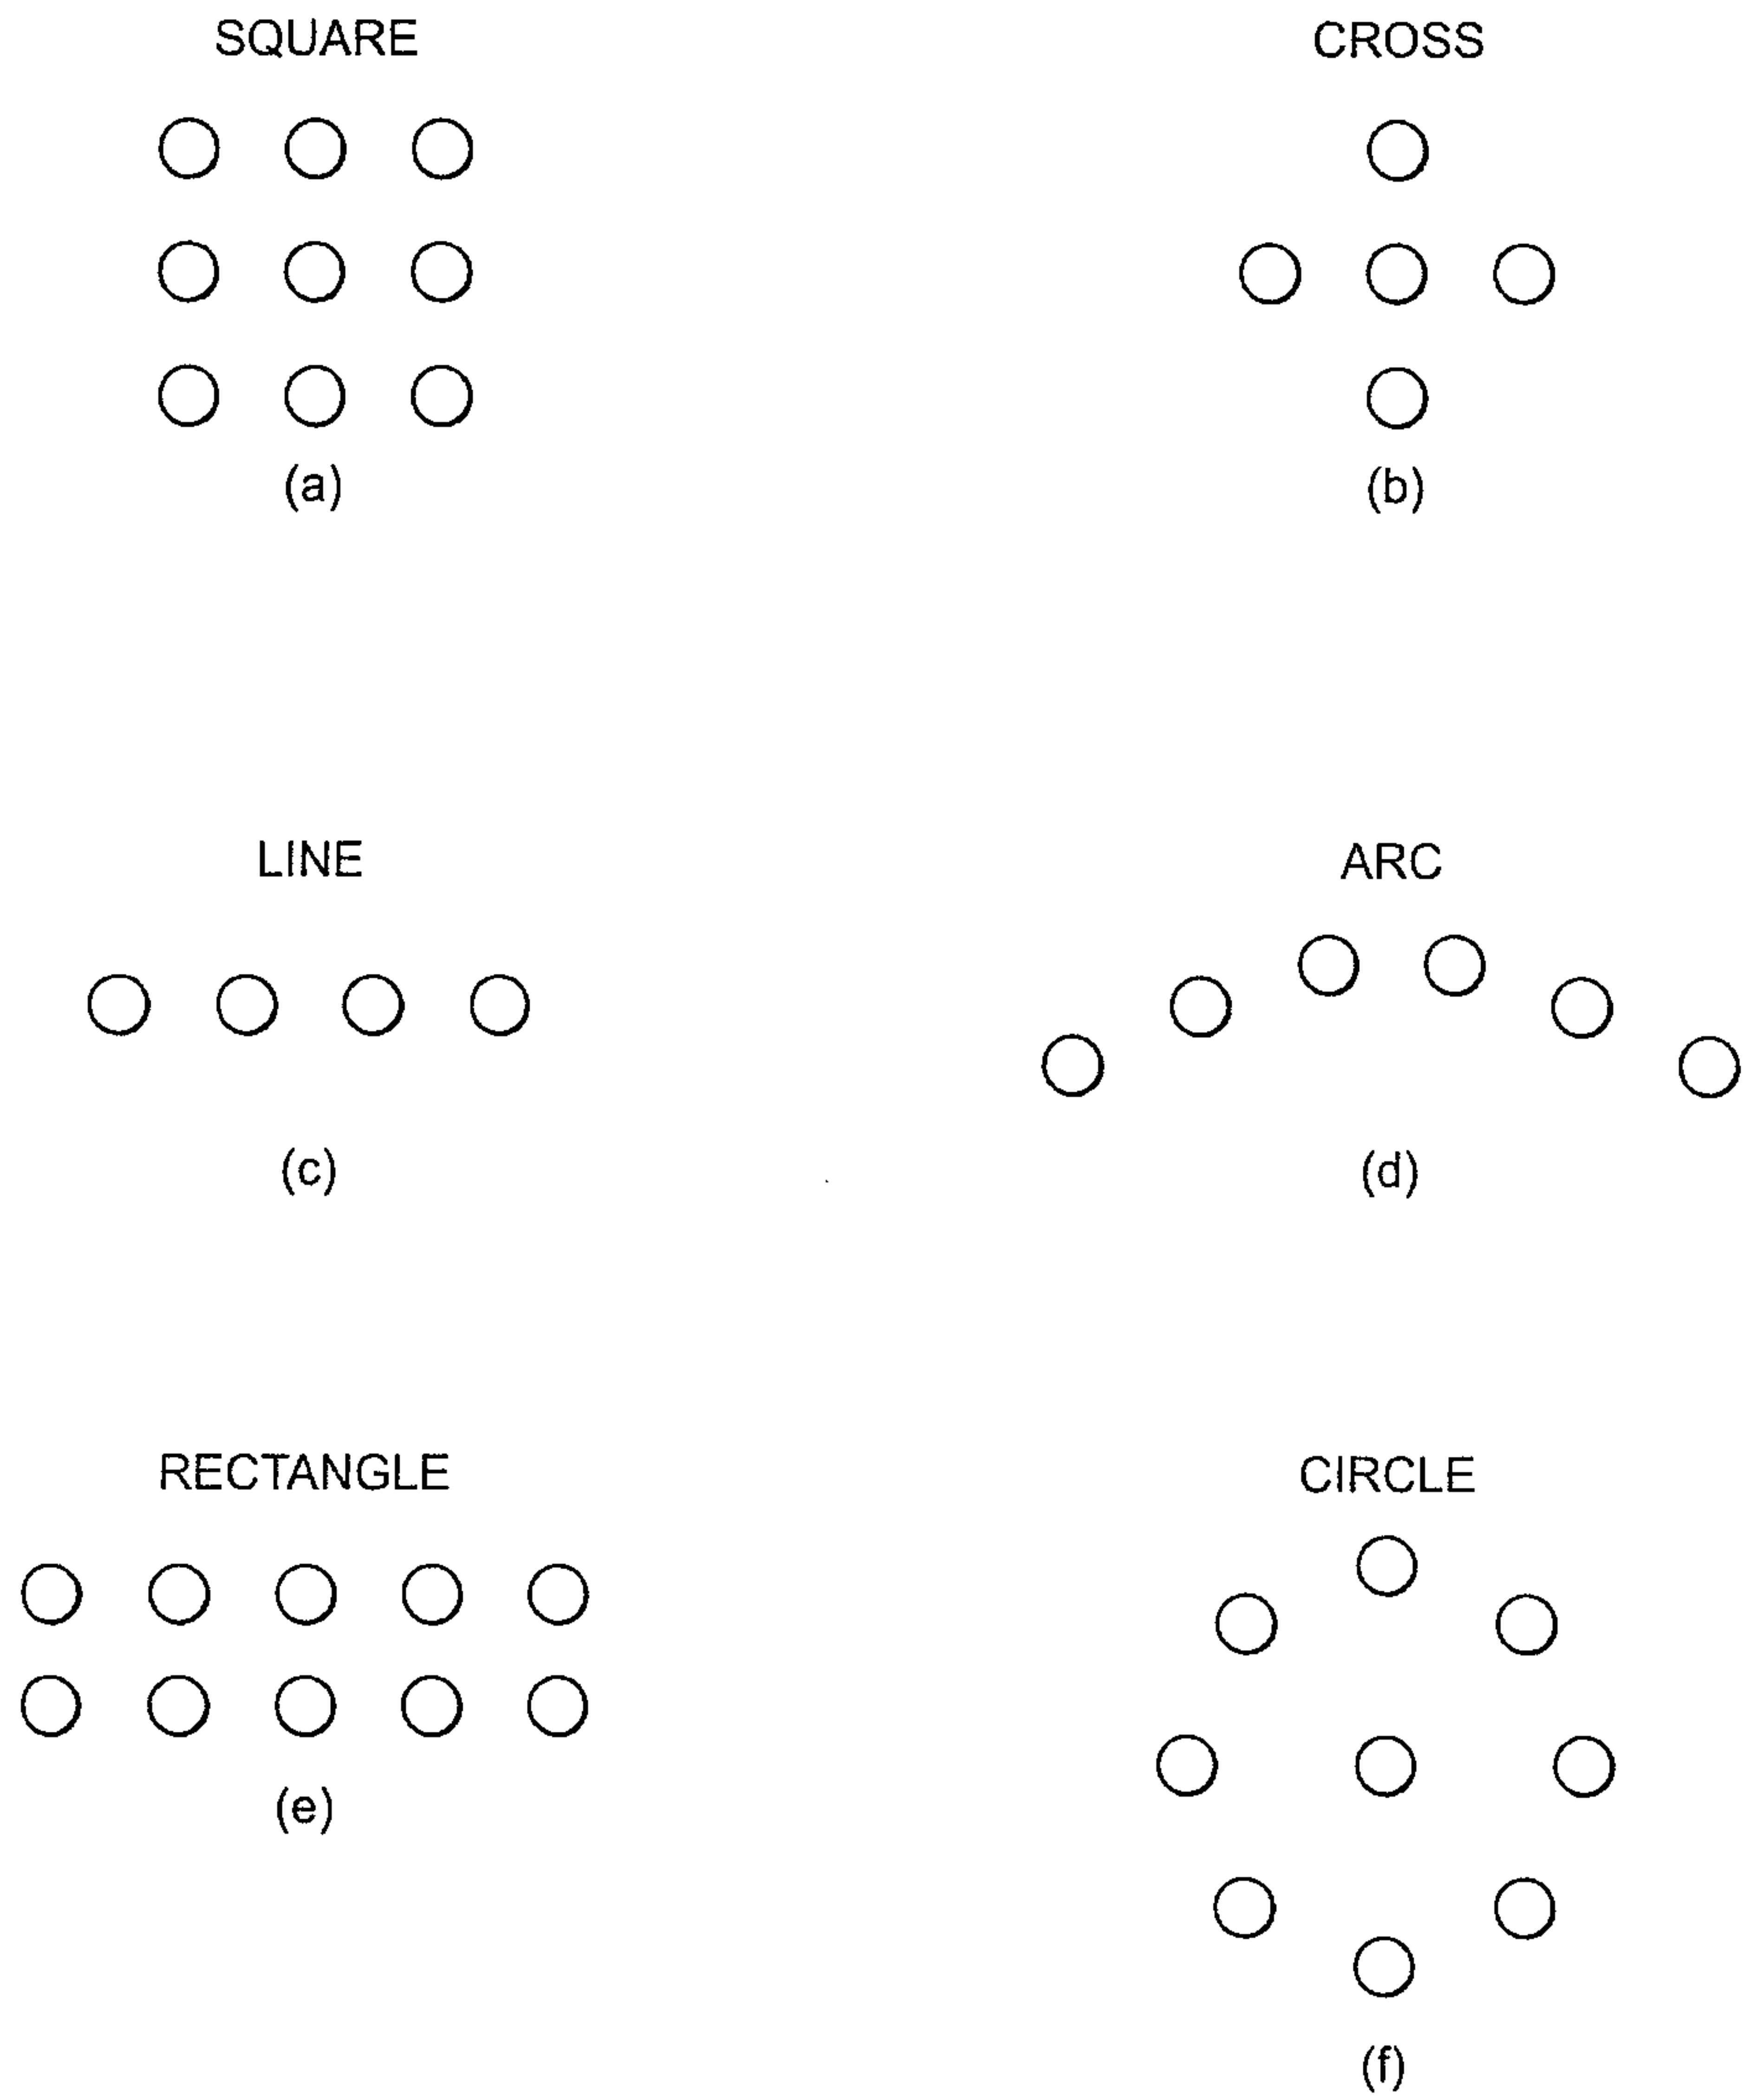 SQUARE
CROSS
(a)
(b)
LINE
ARC
(c)
(d)
RECTANGLE
CIRCLE
(e)
(f)